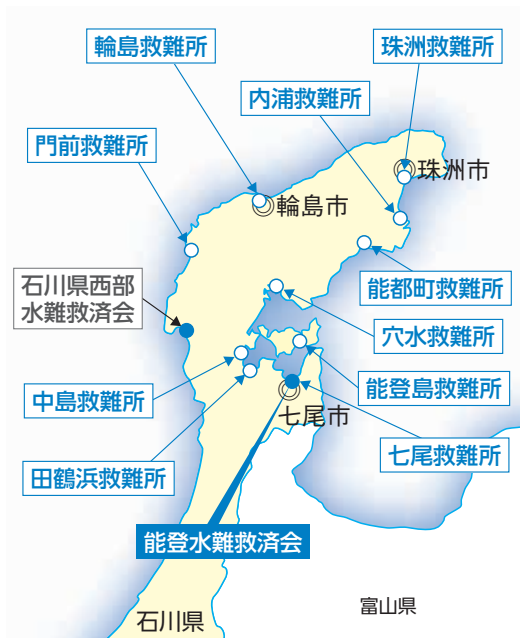 輪島救難所
珠洲救難所
内浦救難所
門前救難所
珠洲市
輪島市
石川県西部
水難救済会
能都町救難所
穴水救難所
中島救難所
能登島救難所
七尾市
田鶴浜救難所
七尾救難所
能登水難救済会
富山県
石川県